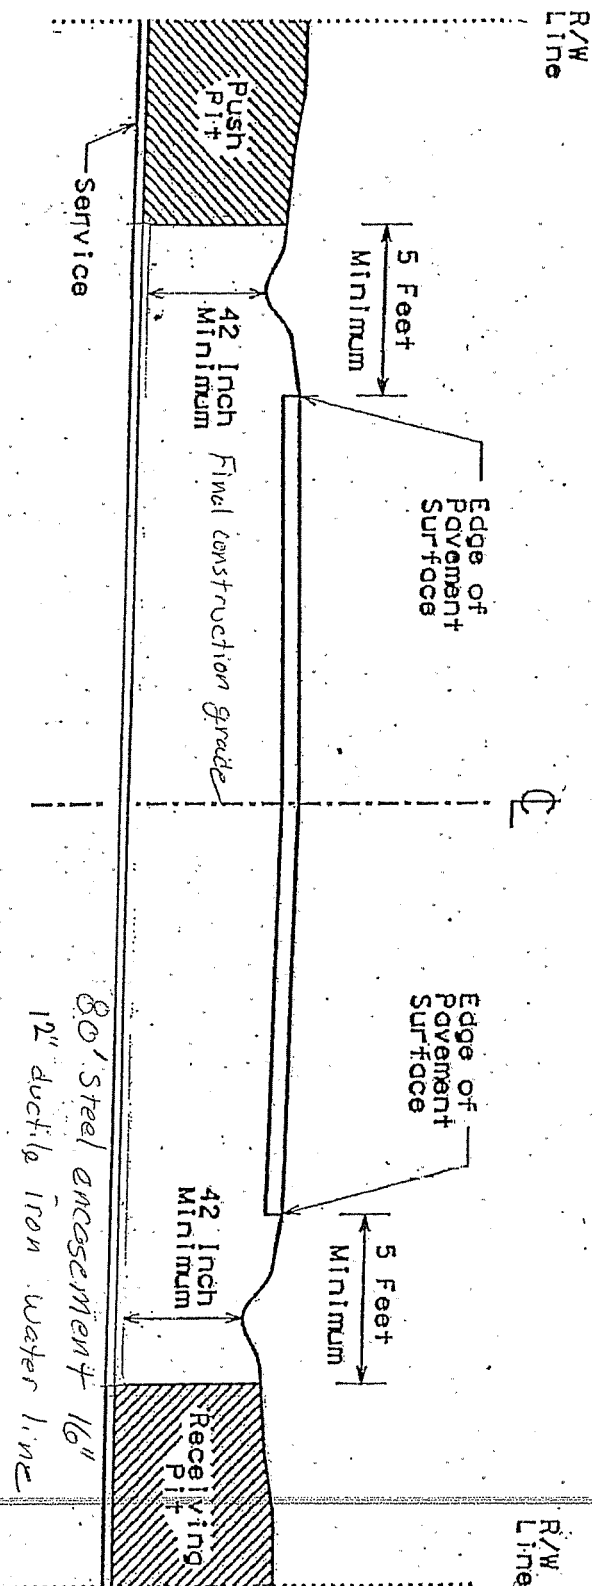 R/W
Line
Push
Pit
Service
5 Feet
Minimum
42 Inch
Minimum
Final construction grade
Edge of
Pavement
Surface
CL
Edge of
Pavement
Surface
80' Steel encasement 16"
12" ductile iron water line
42 Inch
Minimum
5 Feet
Minimum
Receiving
Pit
R/W
Line